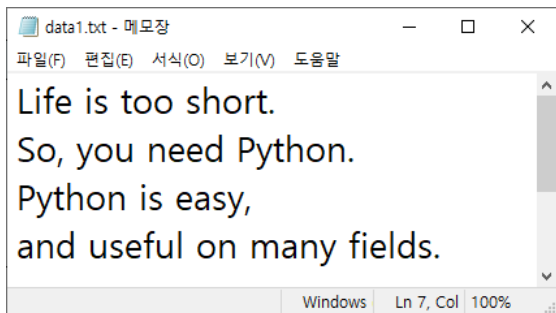 data1.txt - 메모장
파일(F) 편집(E) 서식(O) 보기(V) 도움말
Life is too short.
So, you need Python.
Python is easy,
and useful on many fields.
Windows Ln 7, Col 100%